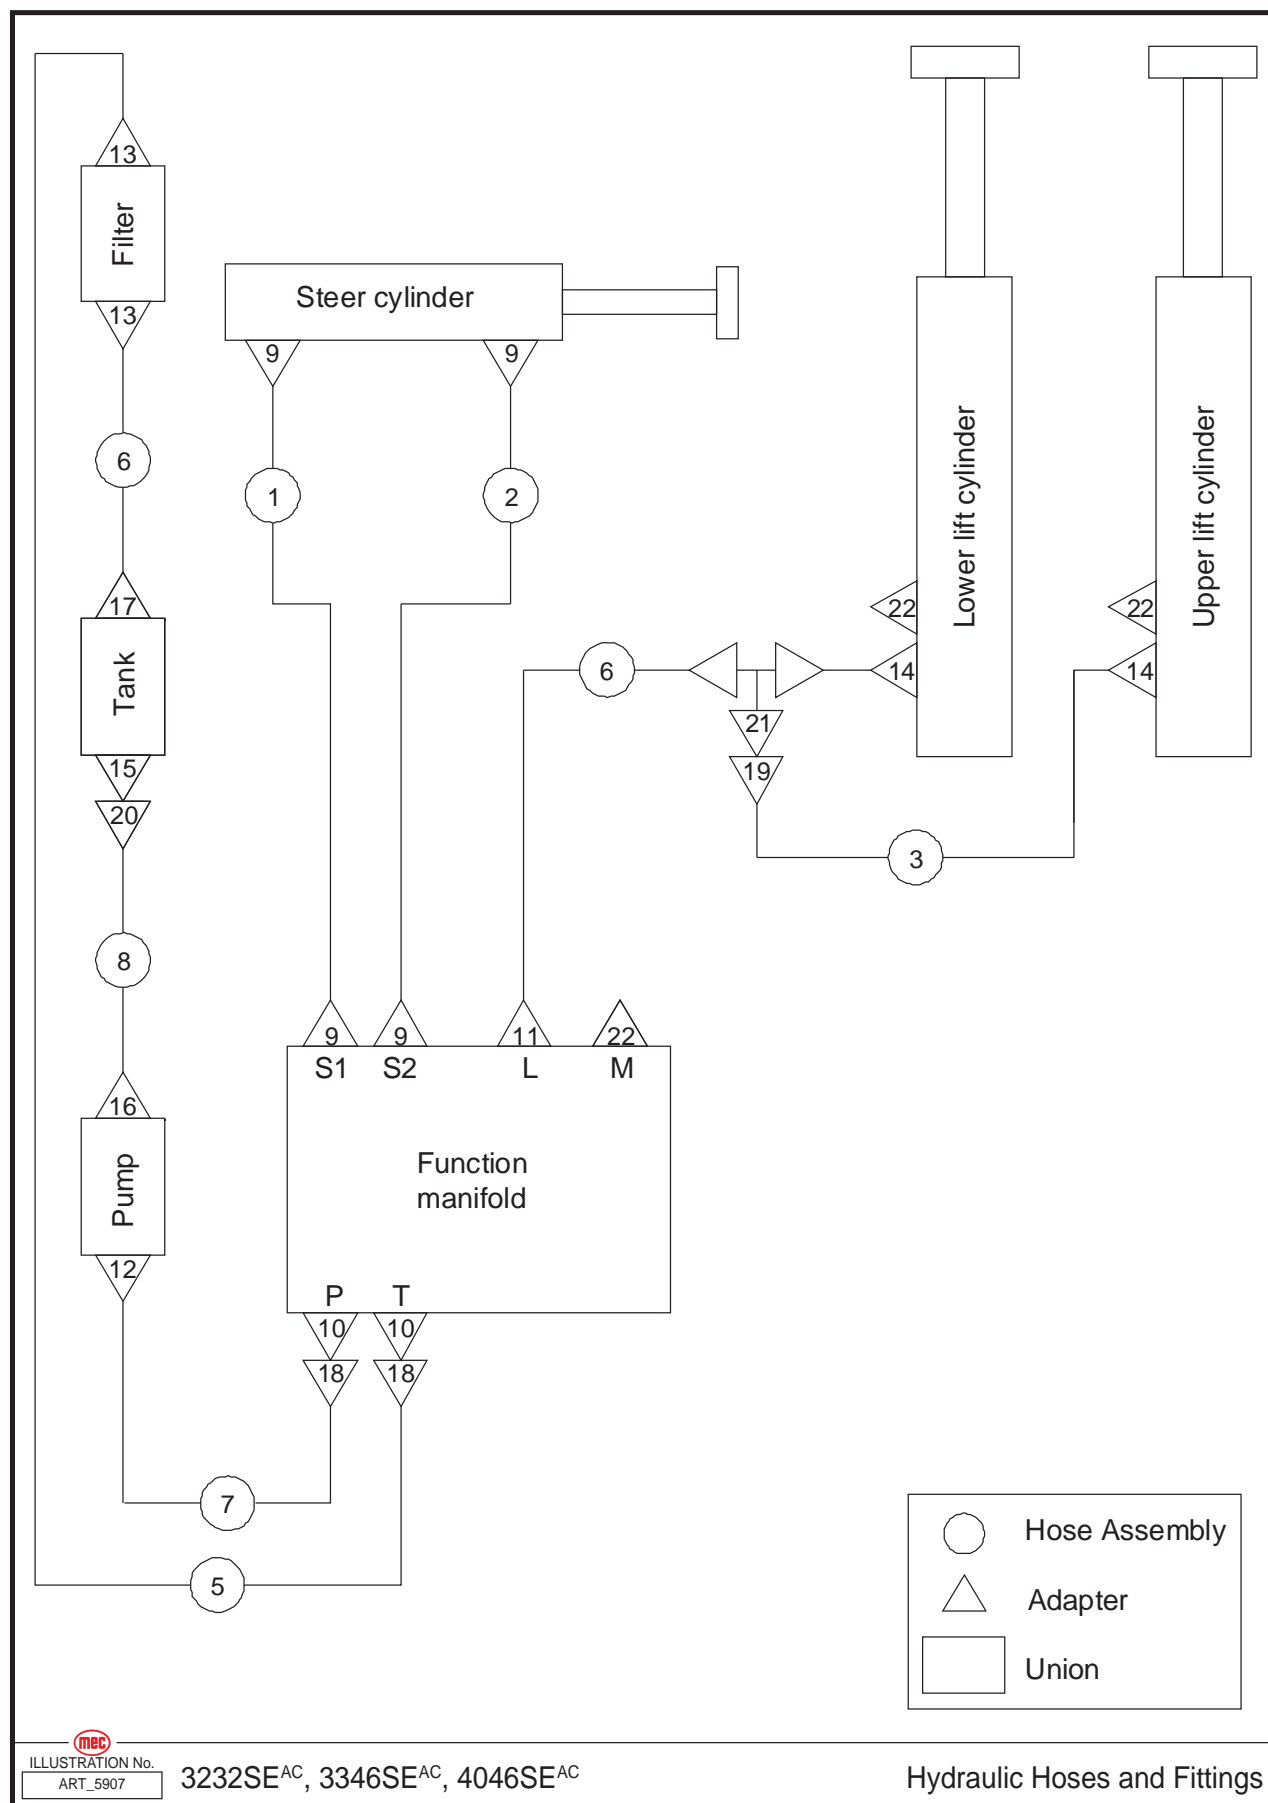 13
Filter
13
Steer cylinder
9
9
6
1
2
Lower lift cylinder
Upper lift cylinder
17
Tank
15
20
22
22
6
14
14
21
19
3
8
9
9
11
22
S1
S2
L
M
16
Pump
12
Function
manifold
P
T
10
10
18
18
7
5
Hose Assembly
Adapter
Union
mec
ILLUSTRATION No.
ART_5907
3232SEAC, 3346SEAC, 4046SEAC
Hydraulic Hoses and Fittings